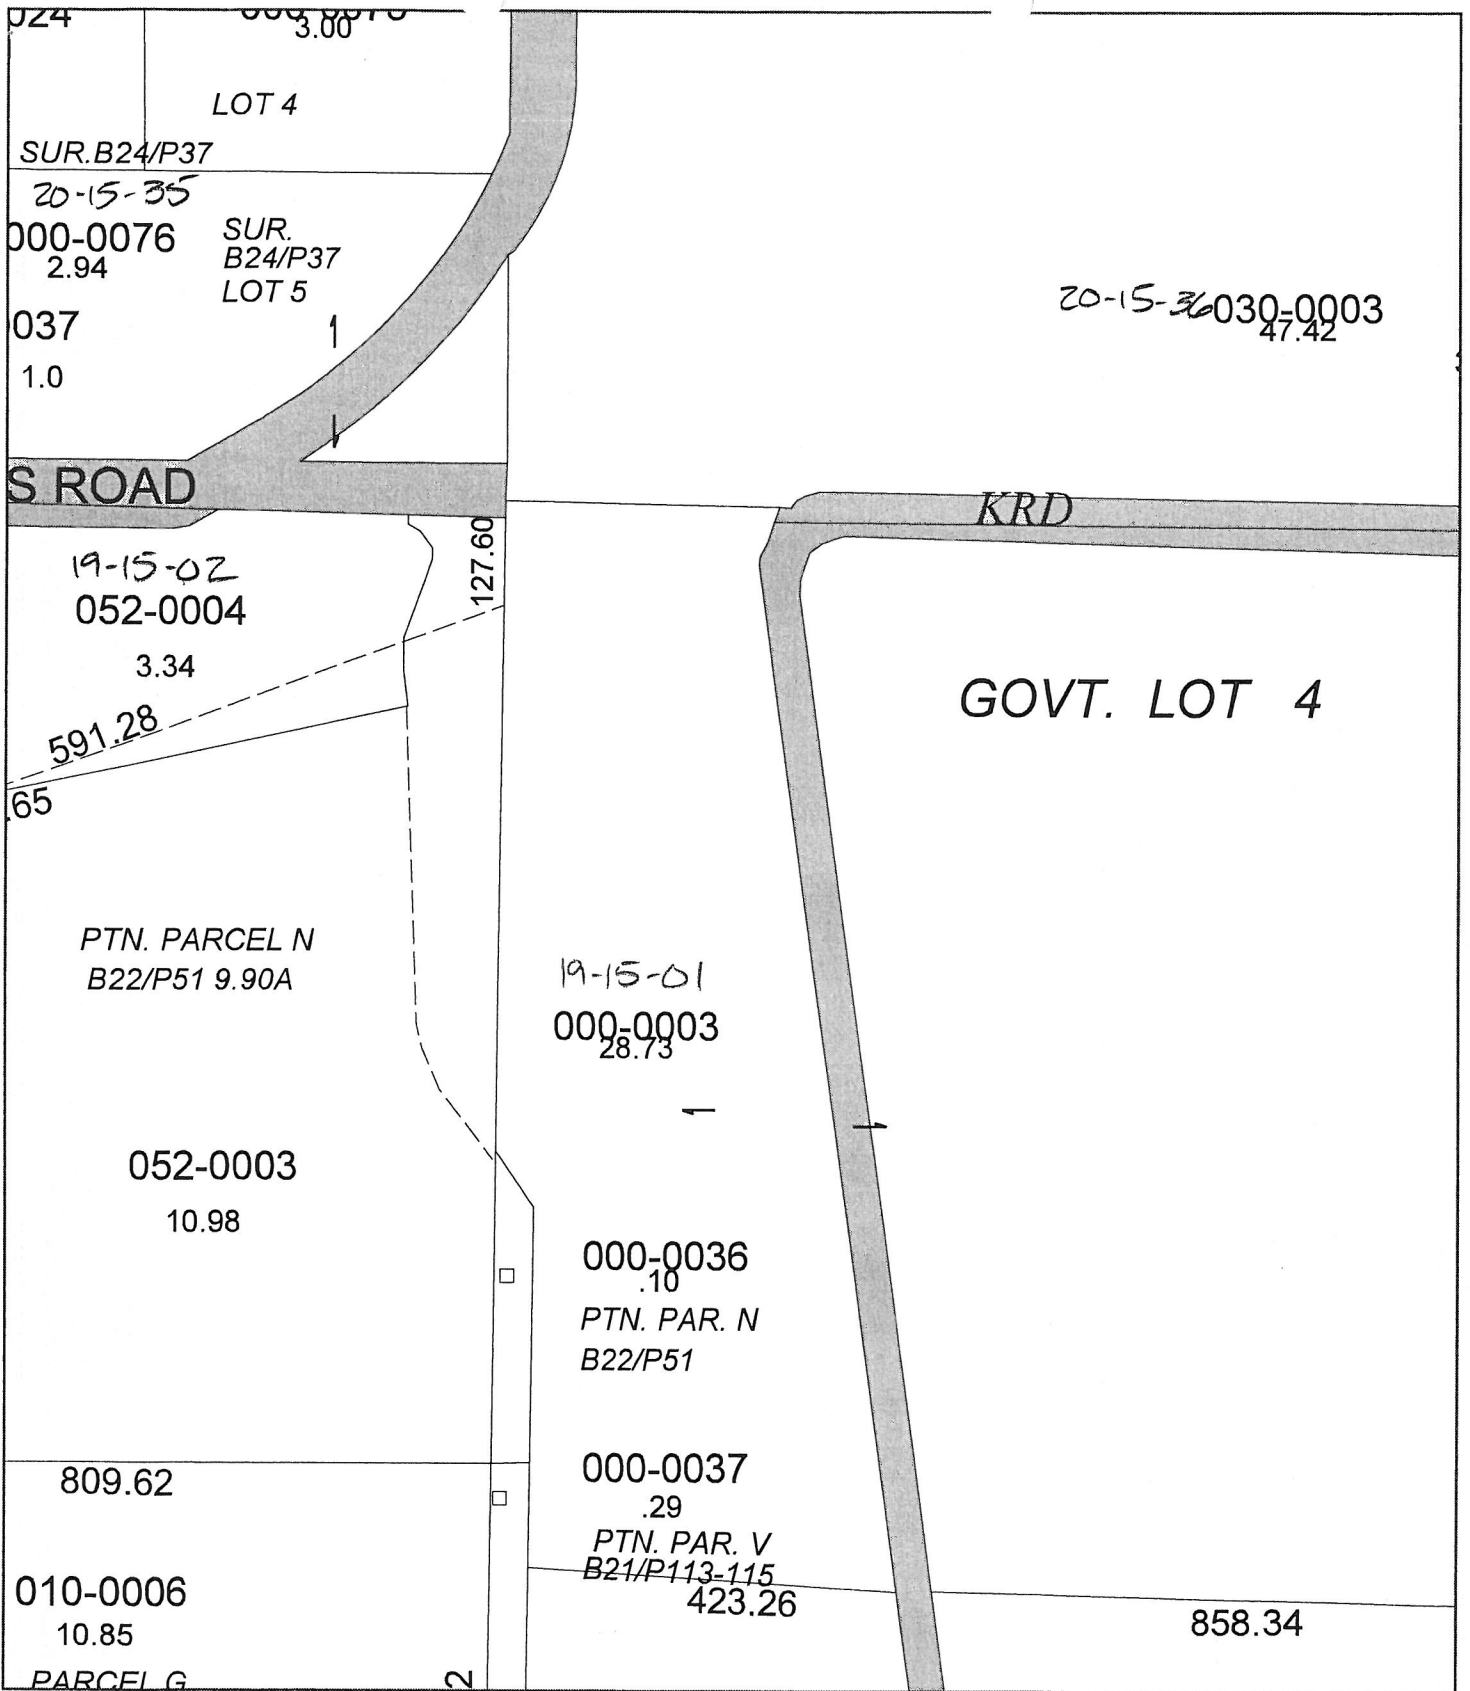 024
3.00
LOT 4
SUR.B24/P37
20-15-35
000-0076
2.94
SUR.
B24/P37
LOT 5
037
1.0
20-15-36 030-0003
47.42
S ROAD
KRD
127.60
19-15-02
052-0004
3.34
591.28
.65
GOVT. LOT 4
PTN. PARCEL N
B22/P51 9.90A
19-15-01
000-0003
28.73
052-0003
10.98
000-0036
.10
PTN. PAR. N
B22/P51
000-0037
.29
PTN. PAR. V
B21/P113-115
423.26
809.62
858.34
010-0006
10.85
PARCEL G
2